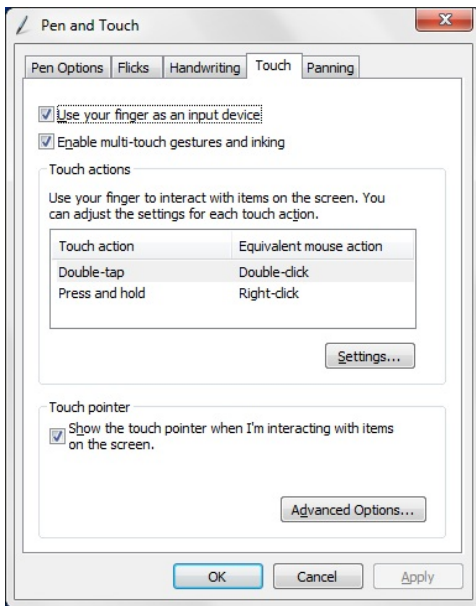 Pen and Touch
Pen Options Flicks Handwriting Touch Panning
Use your finger as an input device
Enable multi-touch gestures and inking
Touch actions
Use your finger to interact with items on the screen. You
can adjust the settings for each touch action.
Touch action Equivalent mouse action
Double-tap Double-click
Press and hold Right-click
Settings...
Touch pointer
Show the touch pointer when I'm interacting with items
on the screen.
Advanced Options...
OK Cancel Apply